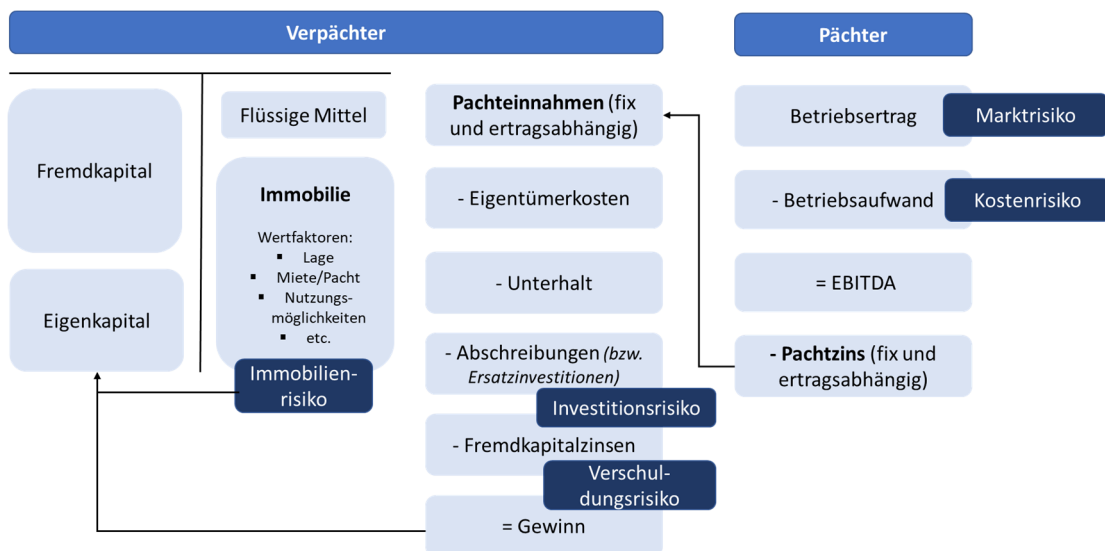 Verpächter
Pächter
Fremdkapital
Eigenkapital
Flüssige Mittel
Immobilie
Wertfaktoren:
▪ Lage
▪ Miete/Pacht
▪ Nutzungs-
möglichkeiten
▪ etc.
Immobilien-
risiko
Pachteinnahmen (fix
und ertragsabhängig)
- Eigentümerkosten
- Unterhalt
- Abschreibungen (bzw.
Ersatzinvestitionen)
Investitionsrisiko
- Fremdkapitalzinsen
Verschul-
dungsrisiko
= Gewinn
Betriebsertrag
Marktrisiko
- Betriebsaufwand
Kostenrisiko
= EBITDA
- Pachtzins (fix und
ertragsabhängig)